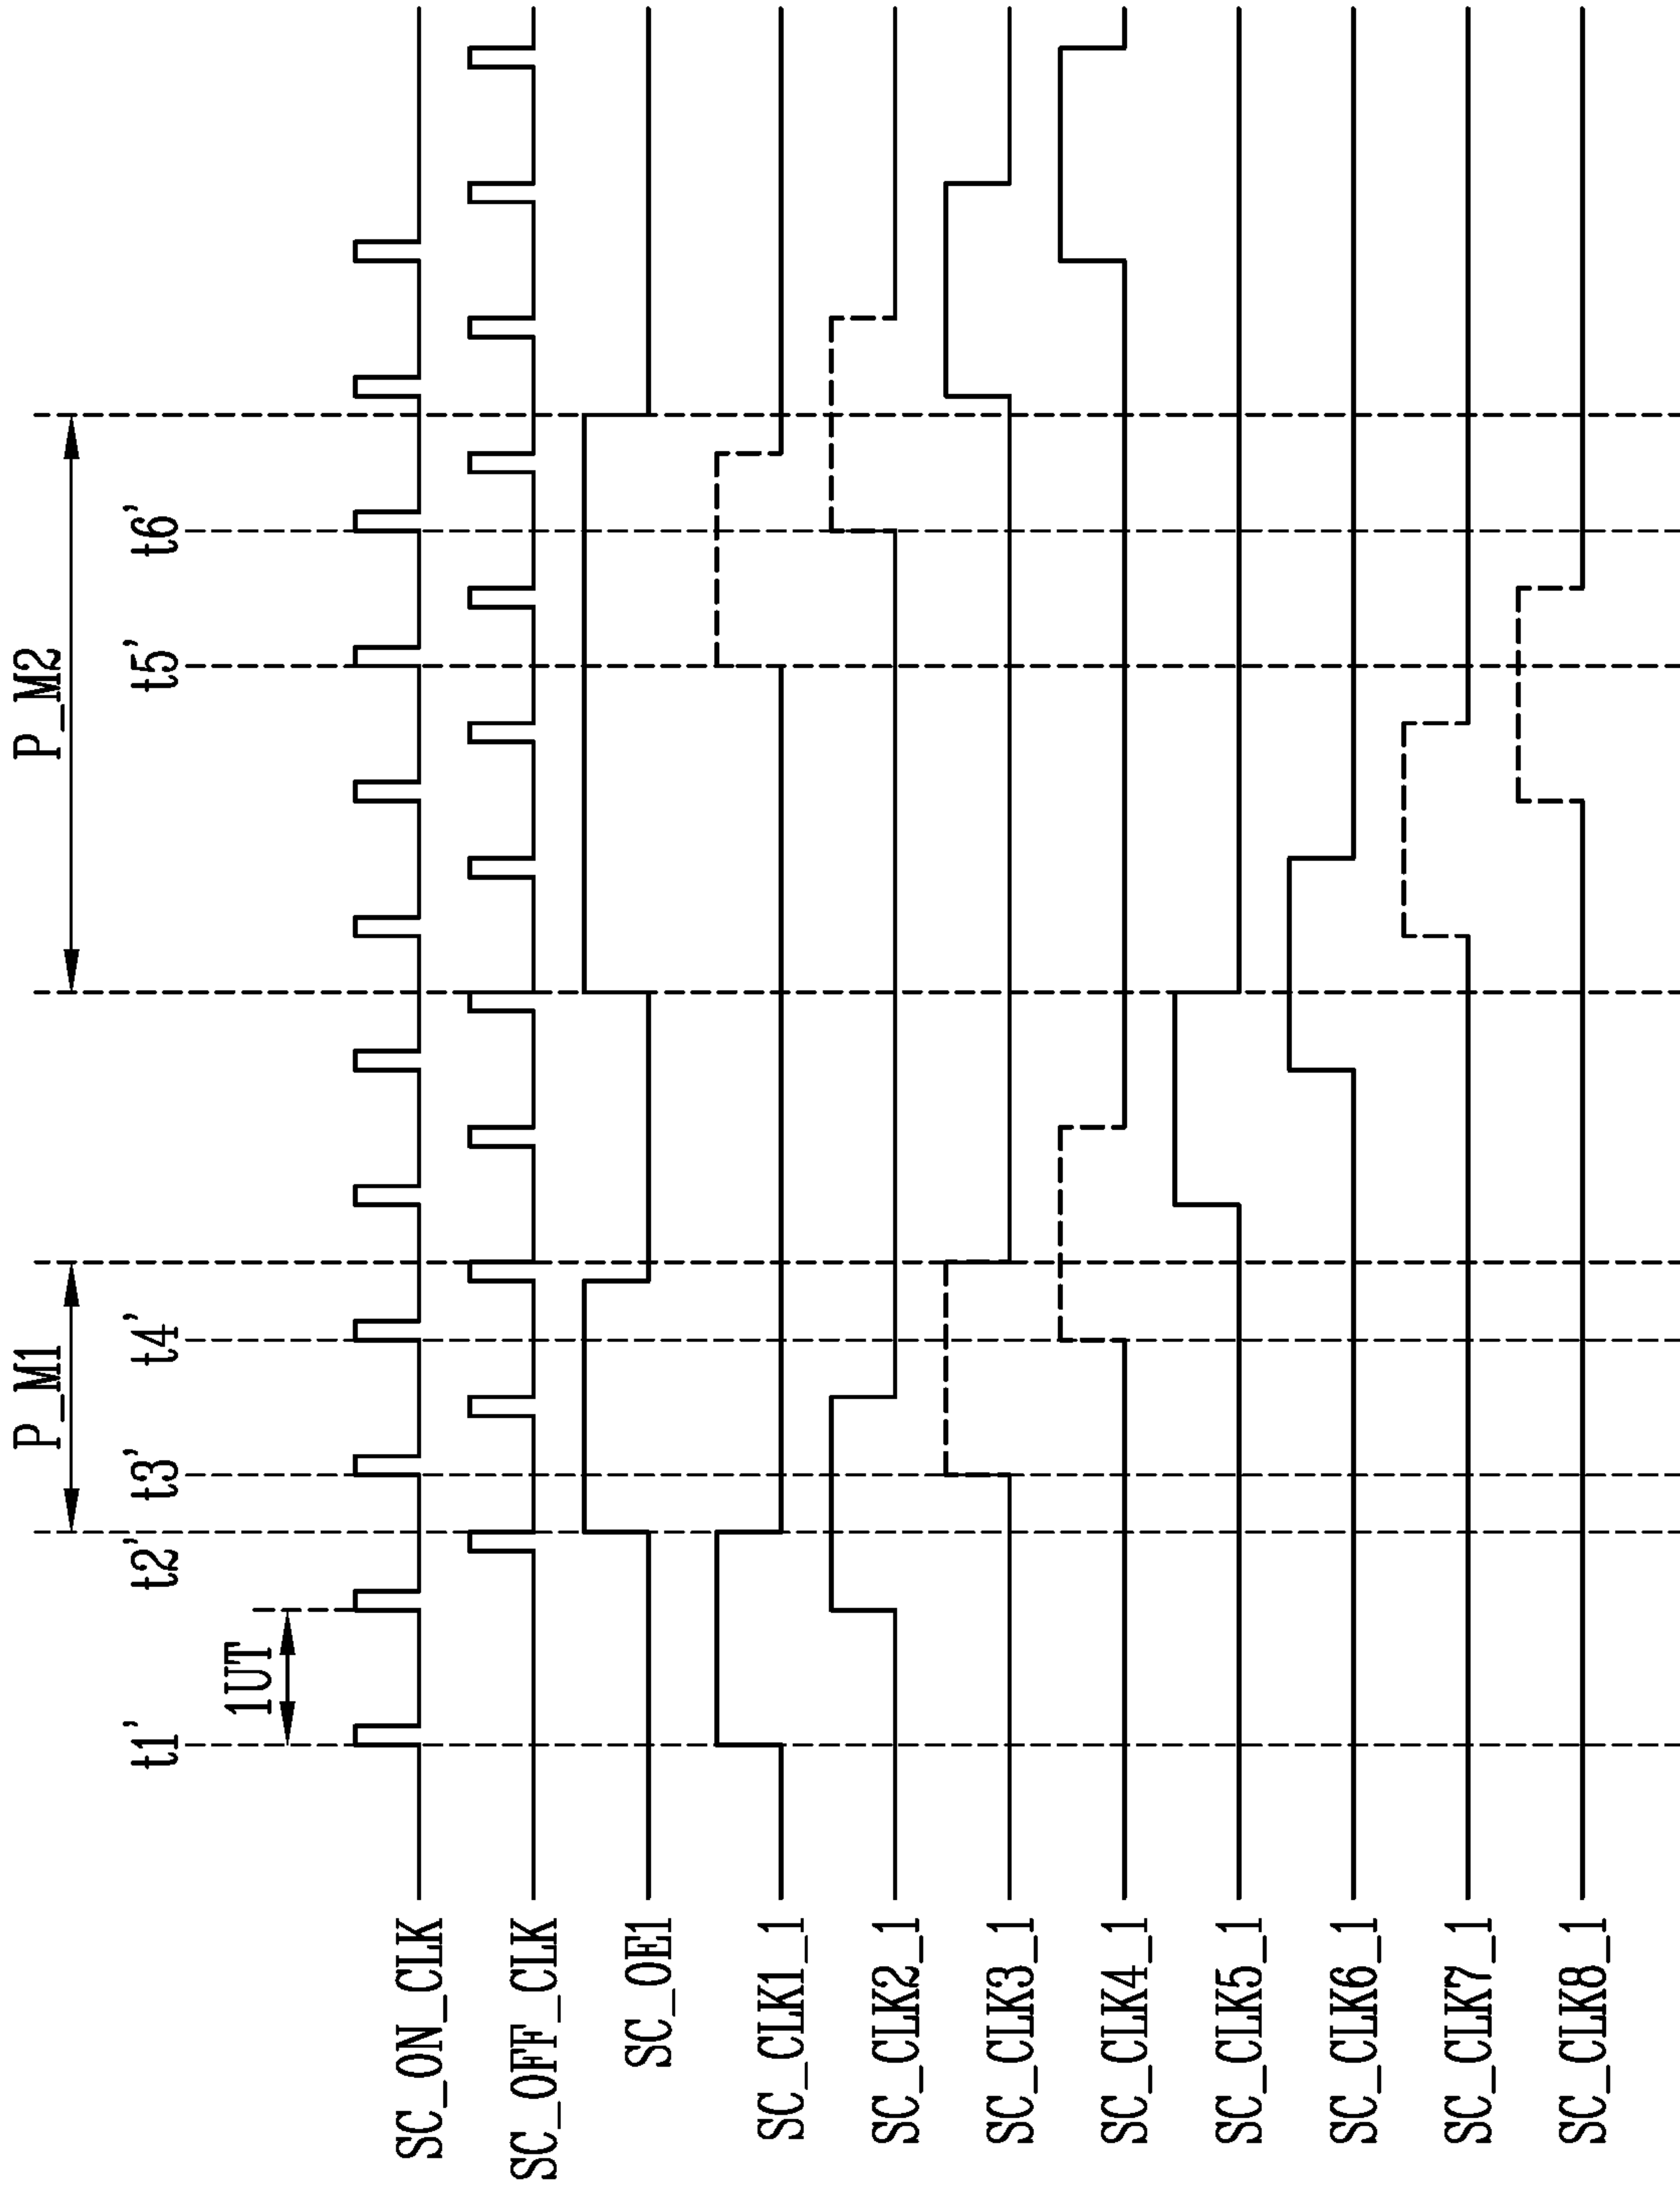 P_M1
P_M2
t1'
t2'
t3'
t4'
t5'
t6'
1UT
SC_ON_CLK
SC_OFF_CLK
SC_OE1
SC_CLK1_1
SC_CLK2_1
SC_CLK3_1
SC_CLK4_1
SC_CLK5_1
SC_CLK6_1
SC_CLK7_1
SC_CLK8_1